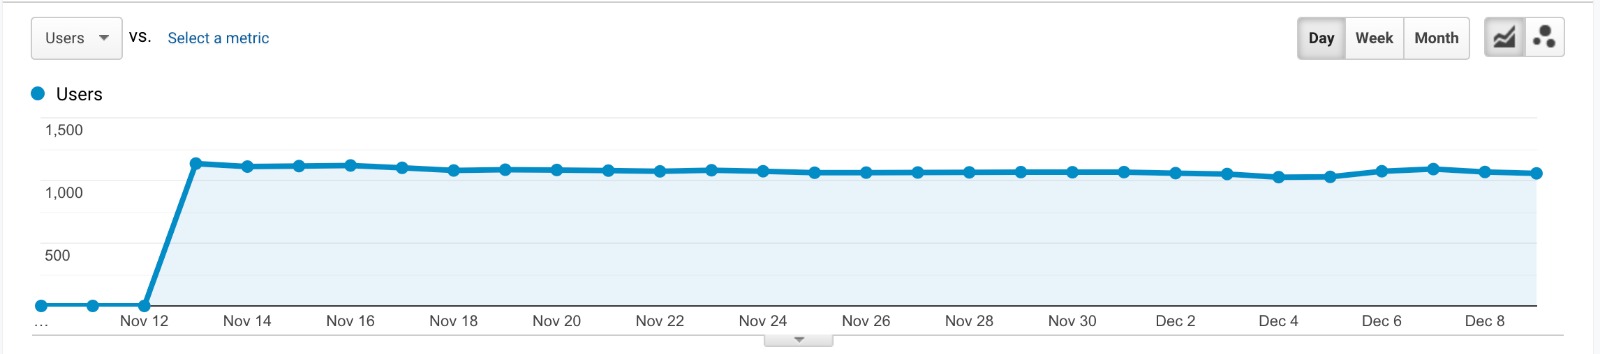 Users vs. Select a metric Day Week Month
Users
1,500
1,000
500
... Nov 12 Nov 14 Nov 16 Nov 18 Nov 20 Nov 22 Nov 24 Nov 26 Nov 28 Nov 30 Dec 2 Dec 4 Dec 6 Dec 8